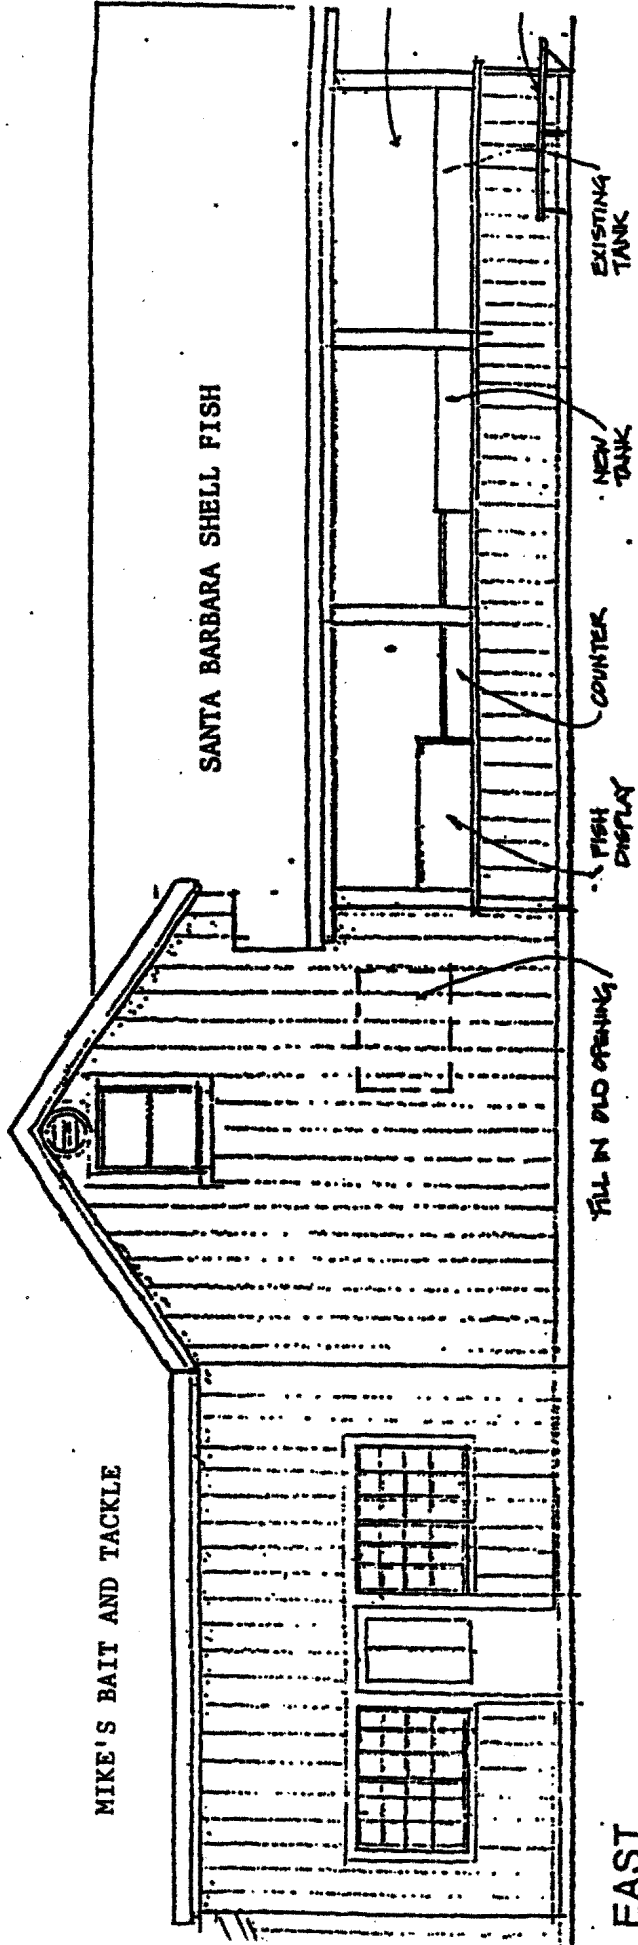 MIKE'S BAIT AND TACKLE
SANTA BARBARA SHELL FISH
FILL IN OLD OPENING
FISH
DISPLAY
COUNTER
NEW
TANK
EXISTING
TANK
EAST